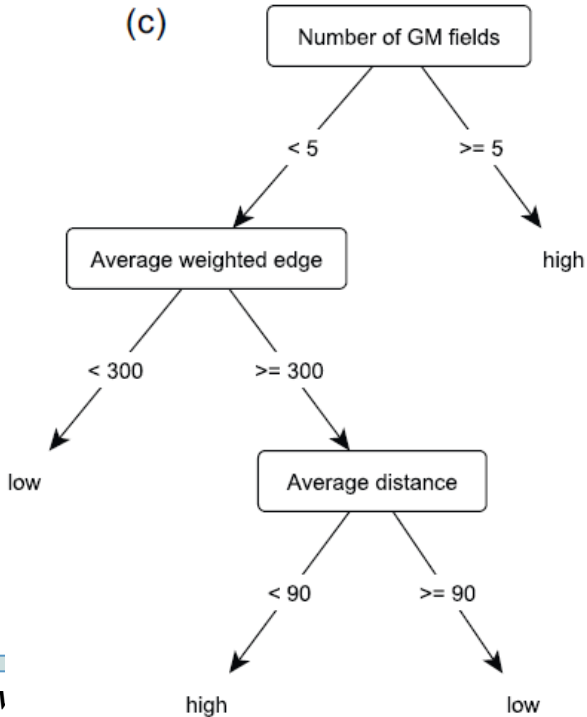 (c)
Number of GM fields
< 5
>= 5
Average weighted edge
high
< 300
>= 300
low
Average distance
< 90
>= 90
high
low